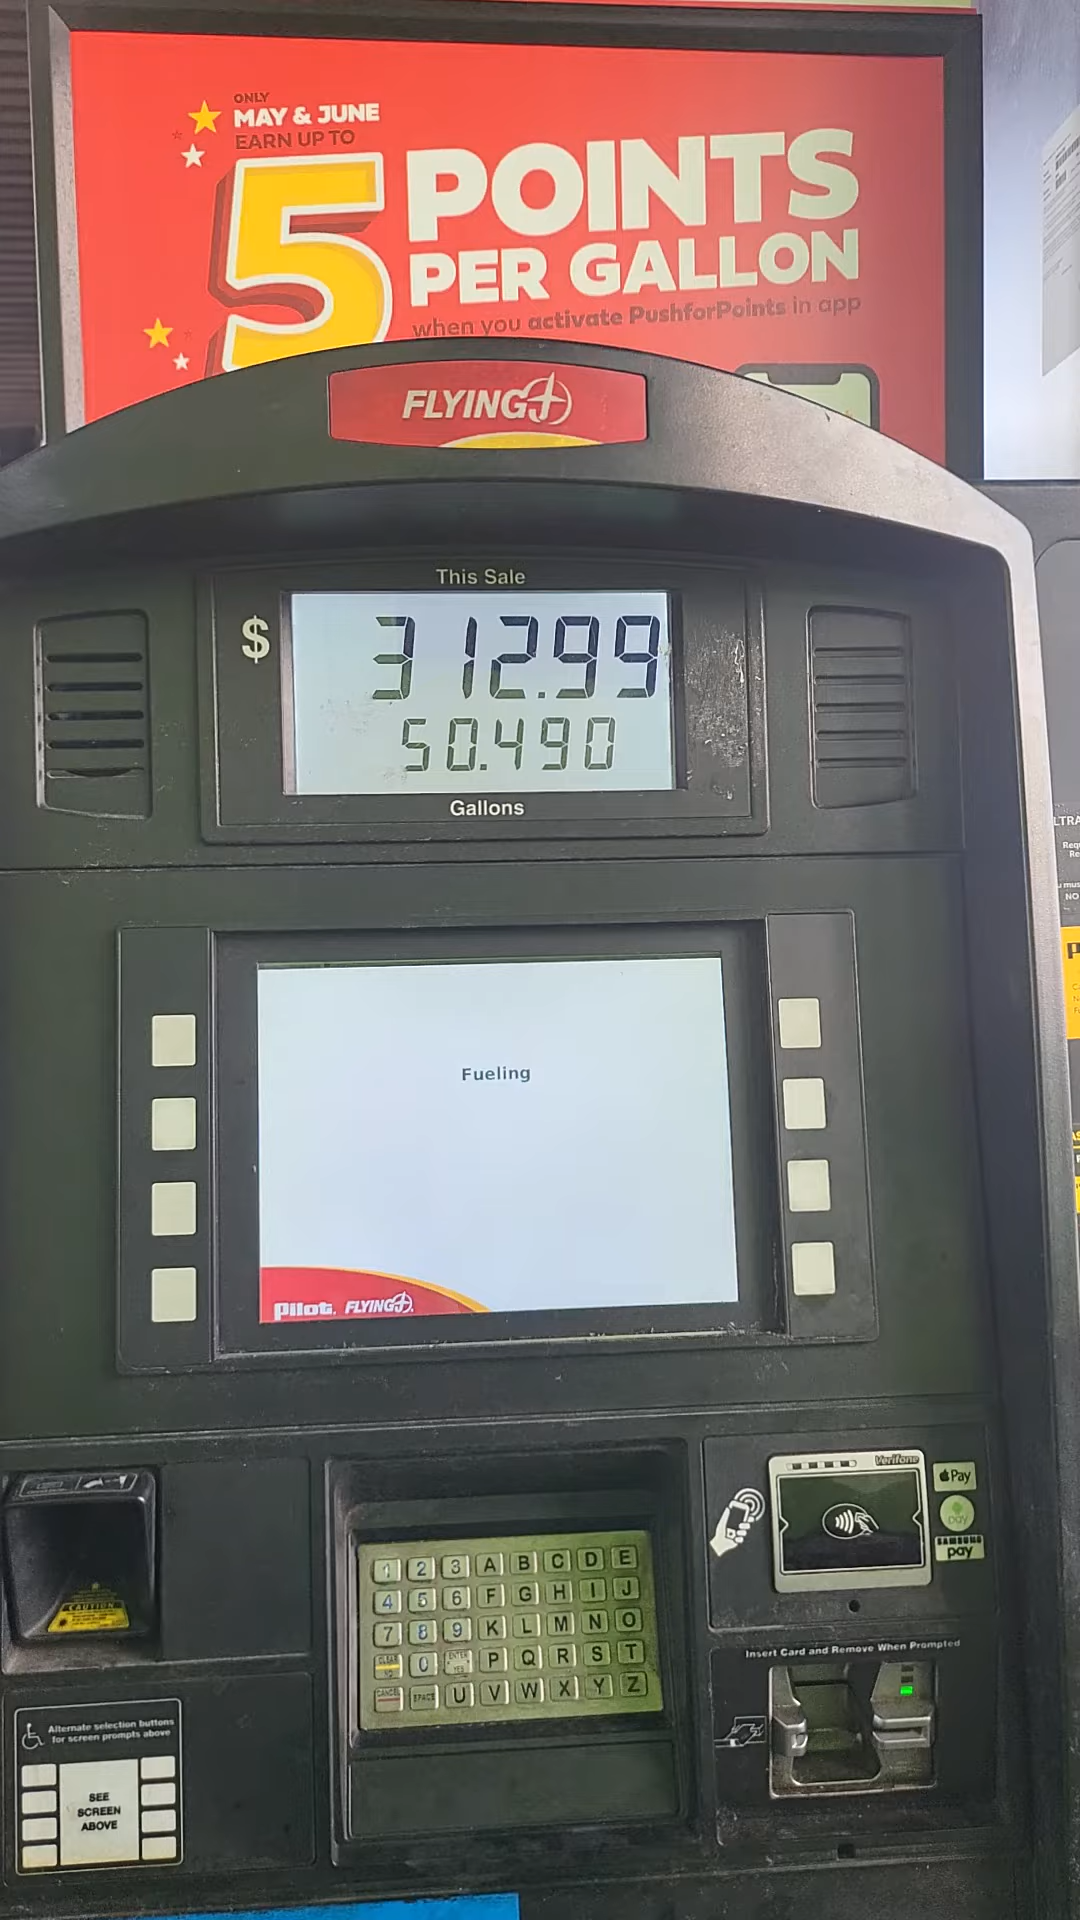 ONLY
MAY & JUNE
EARN UP TO
5 POINTS
PER GALLON
when you activate PushforPoints in app
FLYING J
This Sale
$ 312.99
50.490
Gallons
Fueling
Pilot. FLYING J.
Verifone
Pay
pay
SAMSUNG
pay
CAUTION
1 2 3 A B C D E
4 5 6 F G H I J
7 8 9 K L M N O
CLEAR 0 ENTER YES P Q R S T
CANCEL SPACE U V W X Y Z
Insert Card and Remove When Prompted
Alternate selection buttons
for screen prompts above
SEE
SCREEN
ABOVE